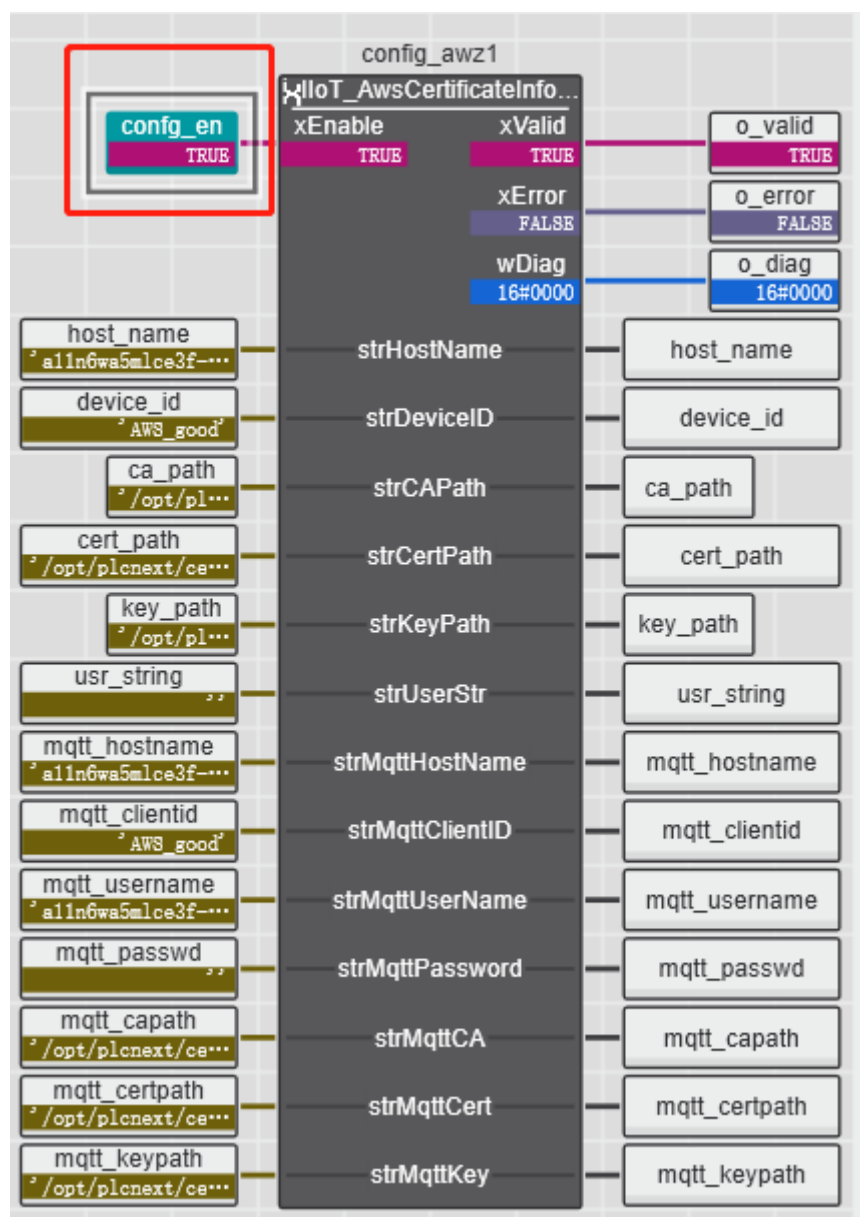 config_awz1
IIoT_AwsCertificateInfo...
confg_en xEnable xValid o_valid
TRUE TRUE TRUE TRUE
xError o_error
FALSE FALSE
wDiag o_diag
16#0000 16#0000
host_name strHostName host_name
'a11n6wa5mlce3f-…
device_id strDeviceID device_id
'AWS_good'
ca_path strCAPath ca_path
'/opt/pl…
cert_path strCertPath cert_path
'/opt/plcnext/ce…
key_path strKeyPath key_path
'/opt/pl…
usr_string strUserStr usr_string
''
mqtt_hostname strMqttHostName mqtt_hostname
'a11n6wa5mlce3f-…
mqtt_clientid strMqttClientID mqtt_clientid
'AWS_good'
mqtt_username strMqttUserName mqtt_username
'a11n6wa5mlce3f-…
mqtt_passwd strMqttPassword mqtt_passwd
''
mqtt_capath strMqttCA mqtt_capath
'/opt/plcnext/ce…
mqtt_certpath strMqttCert mqtt_certpath
'/opt/plcnext/ce…
mqtt_keypath strMqttKey mqtt_keypath
'/opt/plcnext/ce…